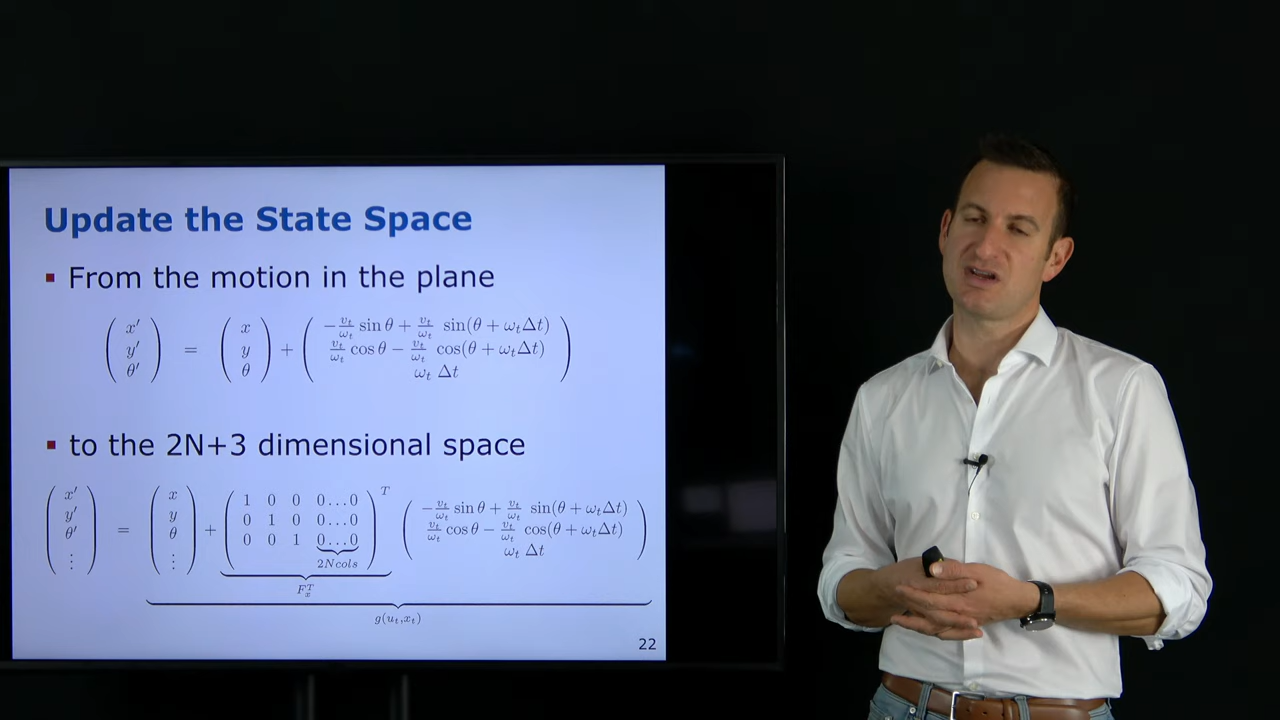 Update the State Space
▪ From the motion in the plane
( x′ ) = ( x ) + ( −v_t/ω_t sin θ + v_t/ω_t sin(θ + ω_t Δt) )
( y′ ) ( y ) ( v_t/ω_t cos θ − v_t/ω_t cos(θ + ω_t Δt) )
( θ′ ) ( θ ) ( ω_t Δt )
▪ to the 2N+3 dimensional space
( x′ ) = ( x ) + ( 1 0 0 0...0 )^T ( −v_t/ω_t sin θ + v_t/ω_t sin(θ + ω_t Δt) )
( y′ ) ( y ) ( 0 1 0 0...0 ) ( v_t/ω_t cos θ − v_t/ω_t cos(θ + ω_t Δt) )
( θ′ ) ( θ ) ( 0 0 1 0...0 ) ( ω_t Δt )
( ⋮ ) ( ⋮ ) 2Ncols
F_x^T
g(u_t,x_t)
22